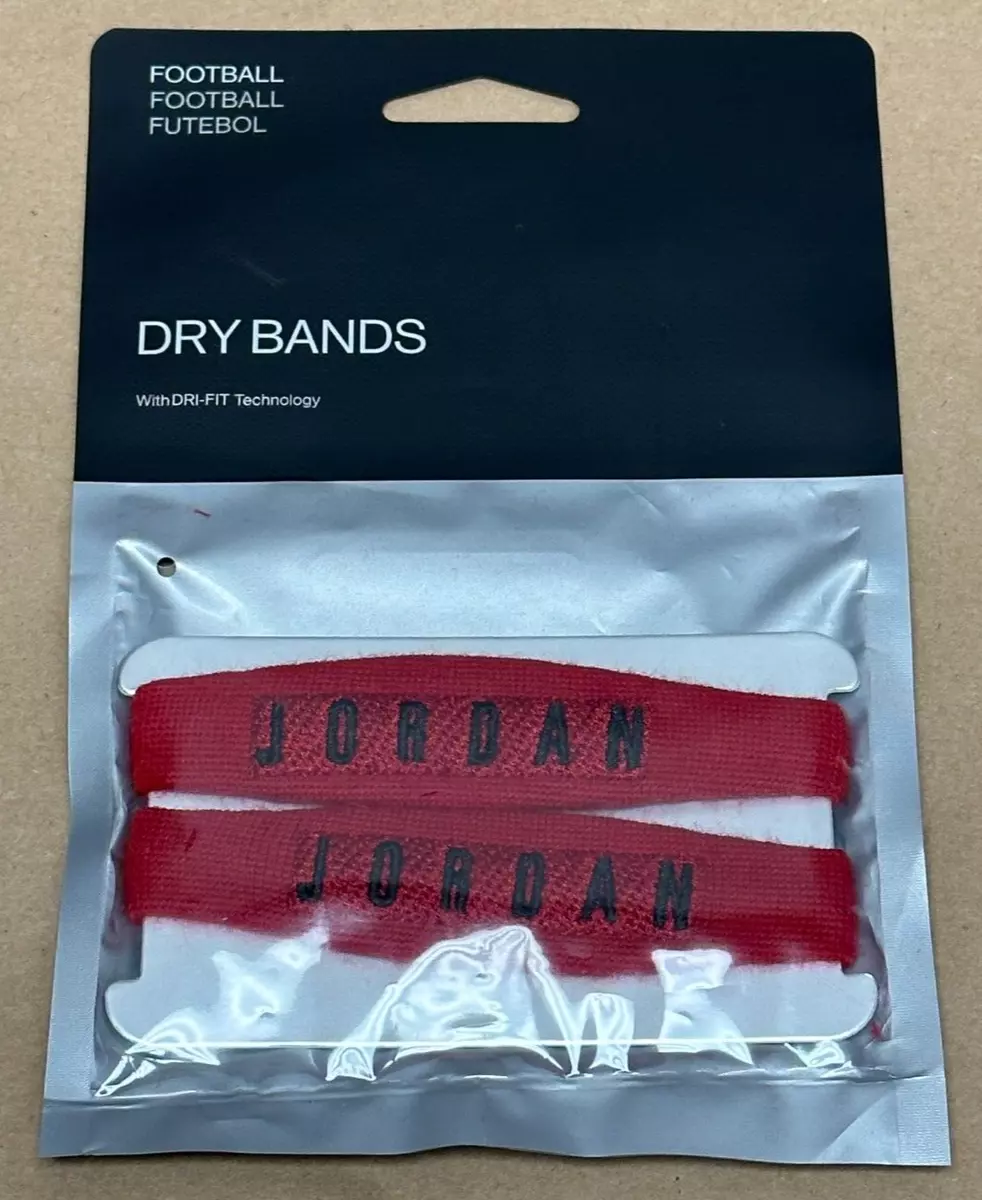 FOOTBALL
FOOTBALL
FUTEBOL
DRY BANDS
With DRI-FIT Technology
JORDAN
JORDAN